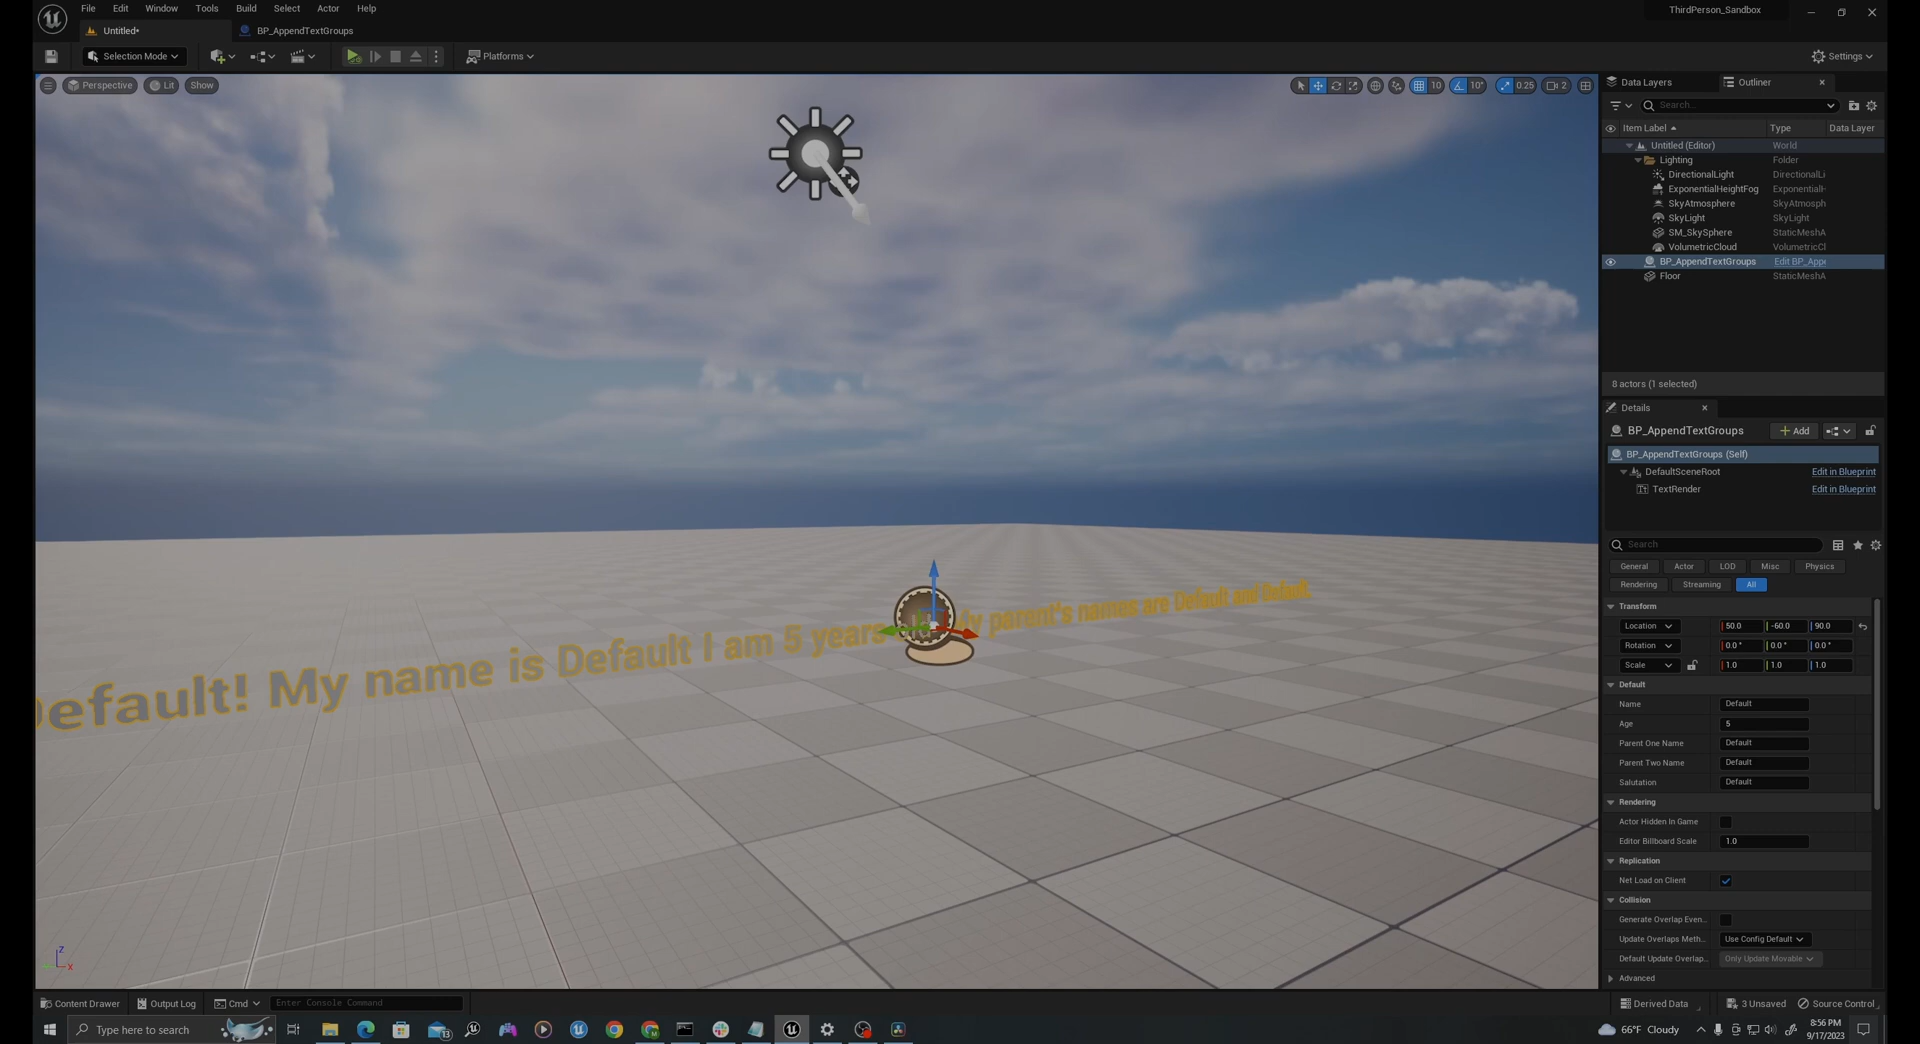 File Edit Window Tools Build Select Actor Help
ThirdPerson_Sandbox
Untitled* BP_AppendTextGroups
Selection Mode Platforms Settings
Perspective Lit Show 10 10° 0.25 2
Data Layers Outliner
Search...
Item Label Type Data Layer
Untitled (Editor) World
Lighting Folder
DirectionalLight DirectionalLi
ExponentialHeightFog ExponentialH
SkyAtmosphere SkyAtmosph
SkyLight SkyLight
SM_SkySphere StaticMeshA
VolumetricCloud VolumetricCl
BP_AppendTextGroups Edit BP_Appe
Floor StaticMeshA
8 actors (1 selected)
Details
BP_AppendTextGroups Add
BP_AppendTextGroups (Self)
DefaultSceneRoot Edit in Blueprint
TextRender Edit in Blueprint
Search
General Actor LOD Misc Physics
Rendering Streaming All
Transform
Location 50.0 -60.0 90.0
Rotation 0.0° 0.0° 0.0°
Scale 1.0 1.0 1.0
Default
Name Default
Age 5
Parent One Name Default
Parent Two Name Default
Salutation Default
Rendering
Actor Hidden In Game
Editor Billboard Scale 1.0
Replication
Net Load on Client
Collision
Generate Overlap Even...
Update Overlaps Meth... Use Config Default
Default Update Overlap... Only Update Movable
Advanced
Default! My name is Default I am 5 years My parent's names are Default and Default.
Z
X
Content Drawer Output Log Cmd Enter Console Command Derived Data 3 Unsaved Source Control
Type here to search 13 66°F Cloudy 8:56 PM
9/17/2023